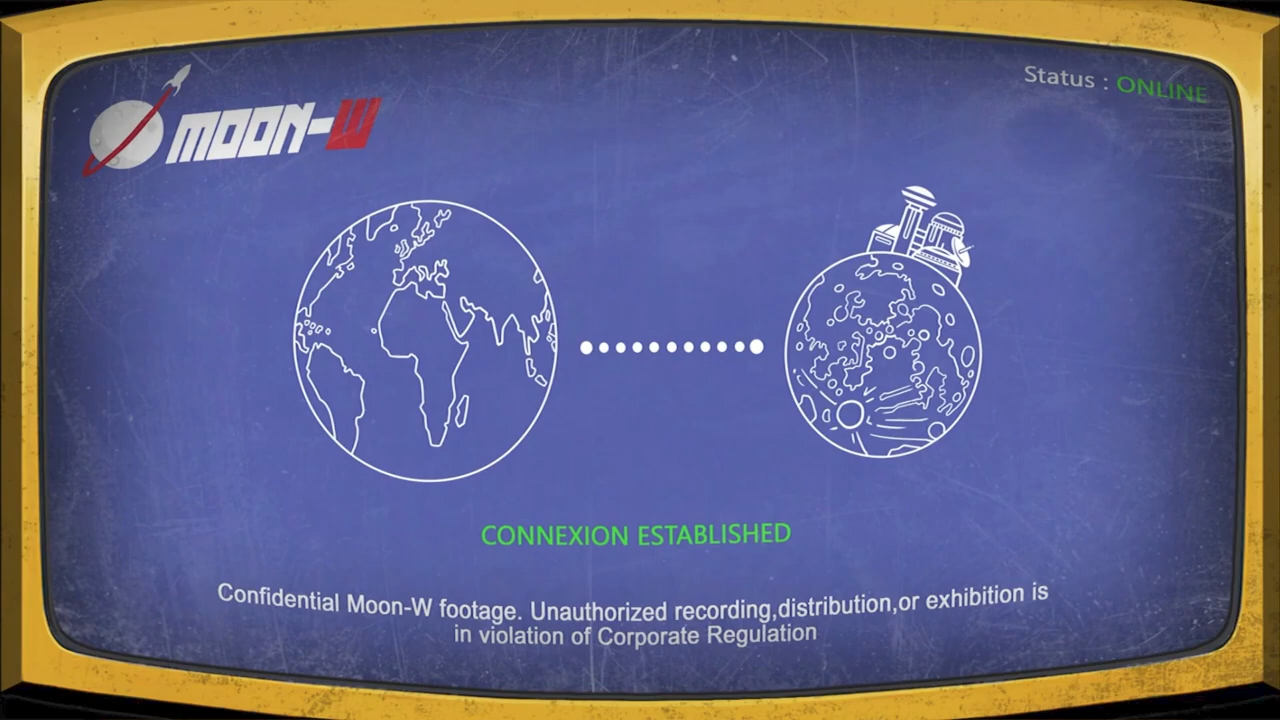 MOON-W
Status : ONLINE
CONNEXION ESTABLISHED
Confidential Moon-W footage. Unauthorized recording,distribution,or exhibition is
in violation of Corporate Regulation